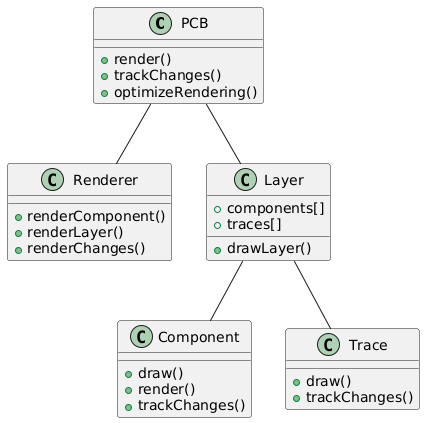 C PCB
render()
trackChanges()
optimizeRendering()
C Renderer
renderComponent()
renderLayer()
renderChanges()
C Layer
components[]
traces[]
drawLayer()
C Component
draw()
render()
trackChanges()
C Trace
draw()
trackChanges()